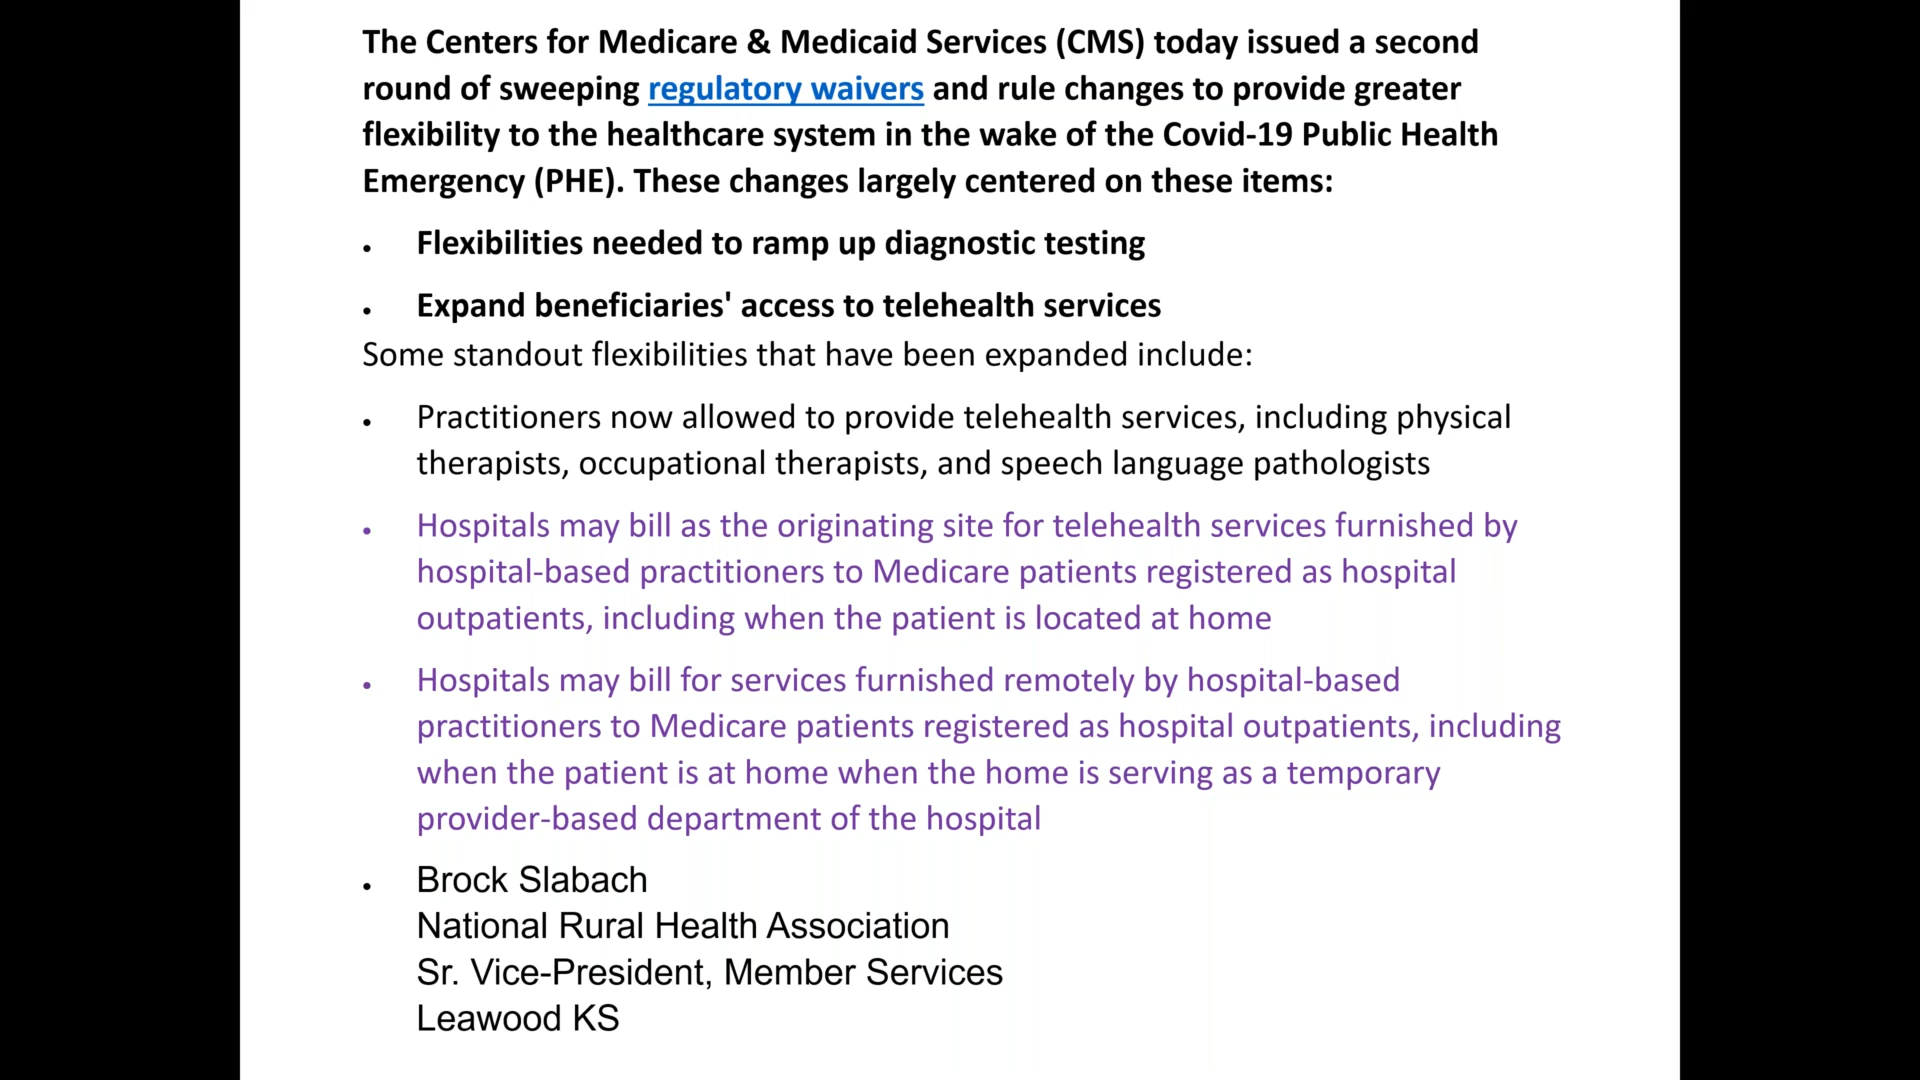 The Centers for Medicare & Medicaid Services (CMS) today issued a second
round of sweeping regulatory waivers and rule changes to provide greater
flexibility to the healthcare system in the wake of the Covid-19 Public Health
Emergency (PHE). These changes largely centered on these items:
• Flexibilities needed to ramp up diagnostic testing
• Expand beneficiaries' access to telehealth services
Some standout flexibilities that have been expanded include:
• Practitioners now allowed to provide telehealth services, including physical
therapists, occupational therapists, and speech language pathologists
• Hospitals may bill as the originating site for telehealth services furnished by
hospital-based practitioners to Medicare patients registered as hospital
outpatients, including when the patient is located at home
• Hospitals may bill for services furnished remotely by hospital-based
practitioners to Medicare patients registered as hospital outpatients, including
when the patient is at home when the home is serving as a temporary
provider-based department of the hospital
• Brock Slabach
National Rural Health Association
Sr. Vice-President, Member Services
Leawood KS